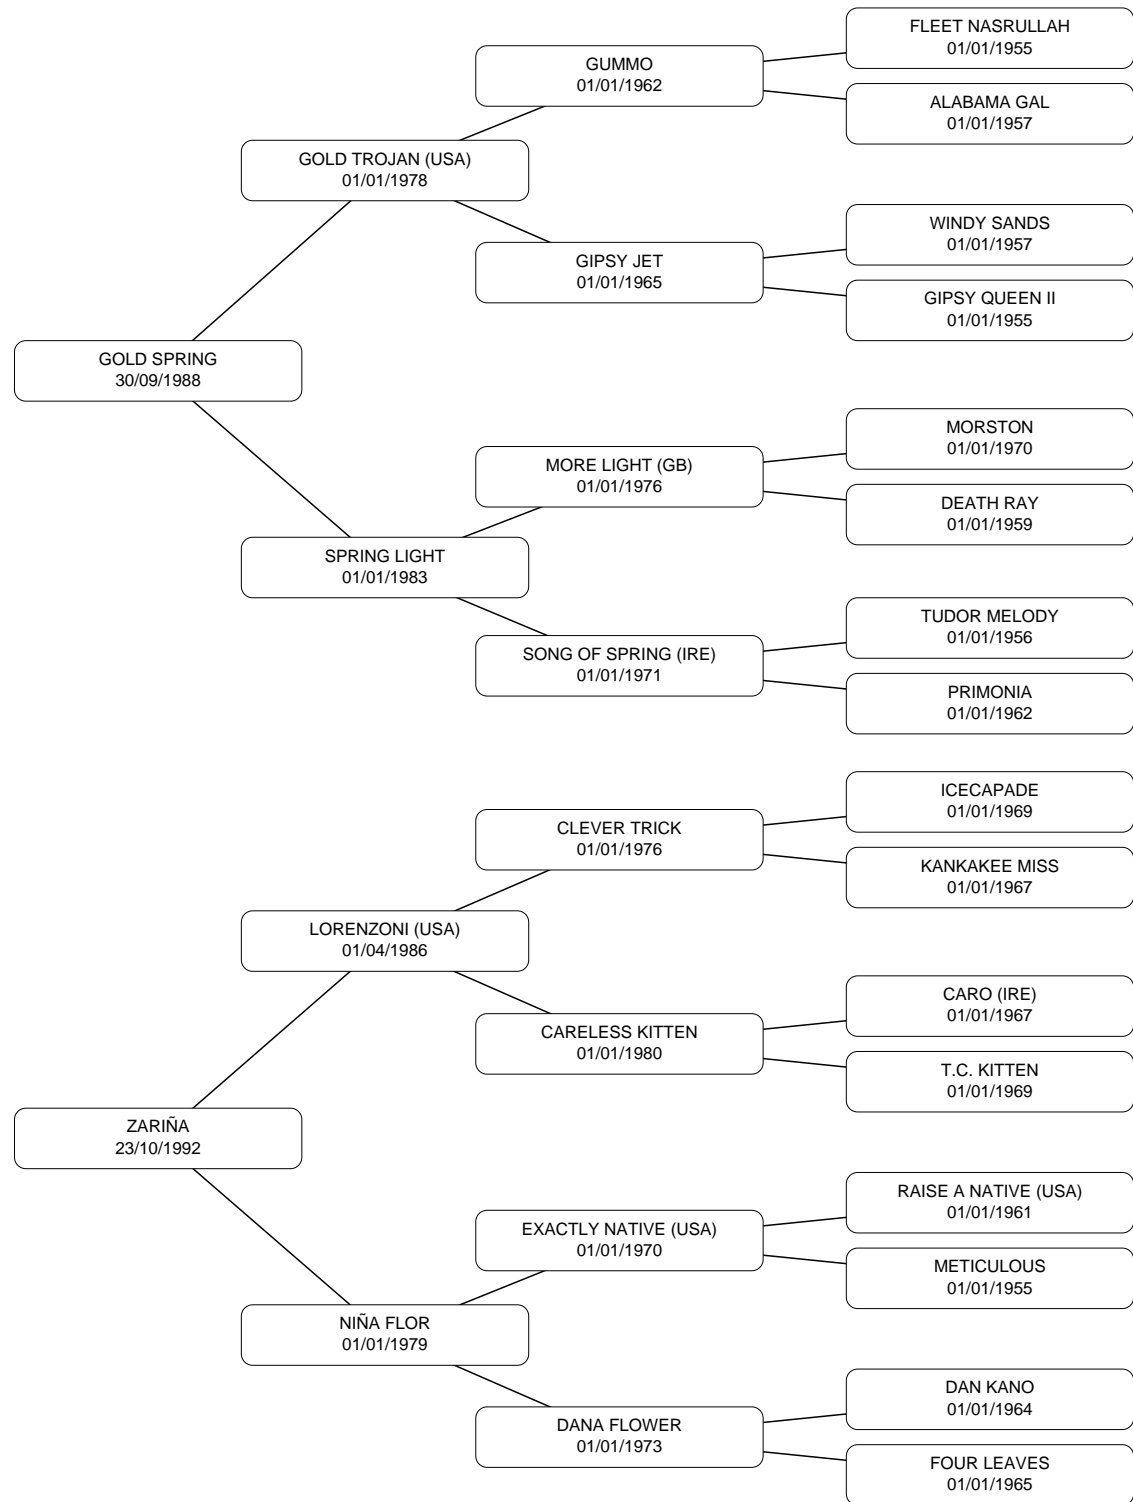 FLEET NASRULLAH
01/01/1955
GUMMO
01/01/1962
ALABAMA GAL
01/01/1957
GOLD TROJAN (USA)
01/01/1978
WINDY SANDS
01/01/1957
GIPSY JET
01/01/1965
GIPSY QUEEN II
01/01/1955
GOLD SPRING
30/09/1988
MORSTON
01/01/1970
MORE LIGHT (GB)
01/01/1976
DEATH RAY
01/01/1959
SPRING LIGHT
01/01/1983
TUDOR MELODY
01/01/1956
SONG OF SPRING (IRE)
01/01/1971
PRIMONIA
01/01/1962
ICECAPADE
01/01/1969
CLEVER TRICK
01/01/1976
KANKAKEE MISS
01/01/1967
LORENZONI (USA)
01/04/1986
CARO (IRE)
01/01/1967
CARELESS KITTEN
01/01/1980
T.C. KITTEN
01/01/1969
ZARIÑA
23/10/1992
RAISE A NATIVE (USA)
01/01/1961
EXACTLY NATIVE (USA)
01/01/1970
METICULOUS
01/01/1955
NIÑA FLOR
01/01/1979
DAN KANO
01/01/1964
DANA FLOWER
01/01/1973
FOUR LEAVES
01/01/1965